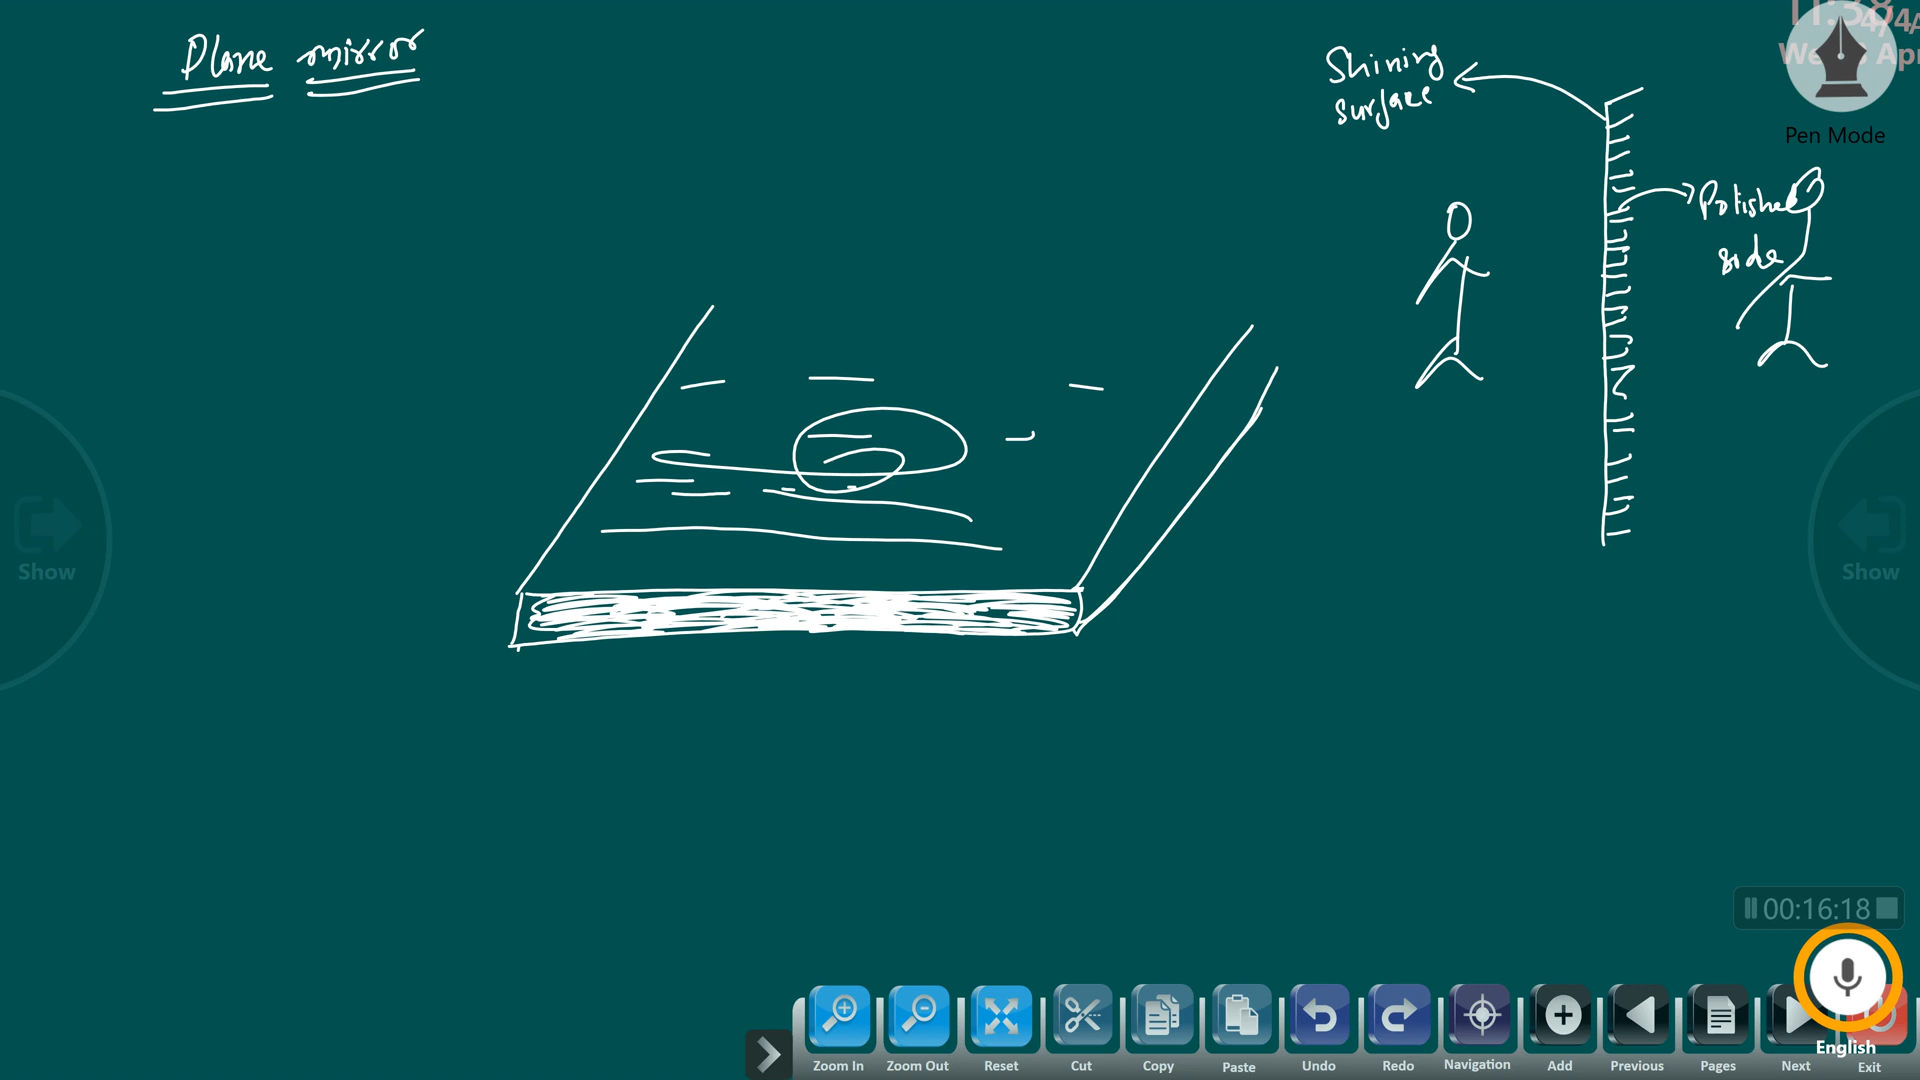 Plane mirror
Shining
surface
Polished
side
Pen Mode
Show
Show
00:16:18
English
Zoom In
Zoom Out
Reset
Cut
Copy
Paste
Undo
Redo
Navigation
Add
Previous
Pages
Next
Exit